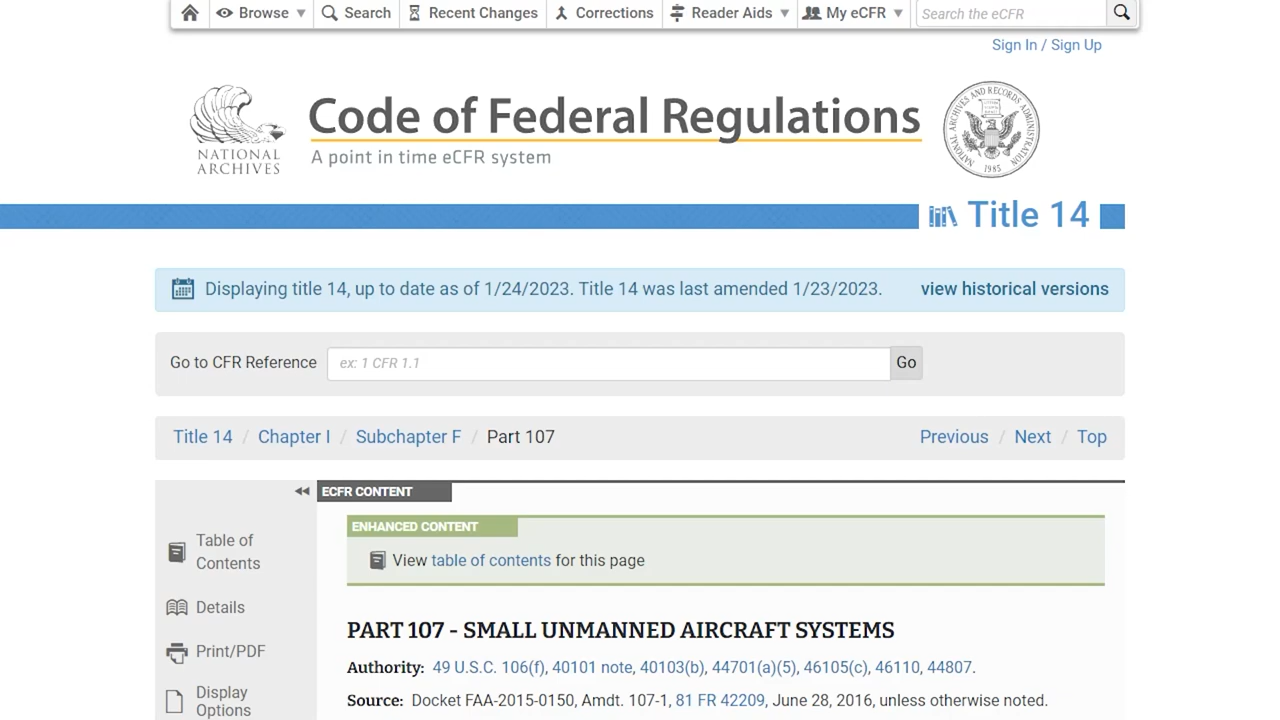 Browse Search Recent Changes Corrections Reader Aids My eCFR Search the eCFR
Sign In / Sign Up
NATIONAL ARCHIVES
Code of Federal Regulations
A point in time eCFR system
NATIONAL ARCHIVES AND RECORDS ADMINISTRATION 1985
Title 14
Displaying title 14, up to date as of 1/24/2023. Title 14 was last amended 1/23/2023. view historical versions
Go to CFR Reference ex: 1 CFR 1.1 Go
Title 14 / Chapter I / Subchapter F / Part 107 Previous / Next / Top
ECFR CONTENT
ENHANCED CONTENT
View table of contents for this page
Table of Contents
Details
Print/PDF
Display Options
PART 107 - SMALL UNMANNED AIRCRAFT SYSTEMS
Authority: 49 U.S.C. 106(f), 40101 note, 40103(b), 44701(a)(5), 46105(c), 46110, 44807.
Source: Docket FAA-2015-0150, Amdt. 107-1, 81 FR 42209, June 28, 2016, unless otherwise noted.